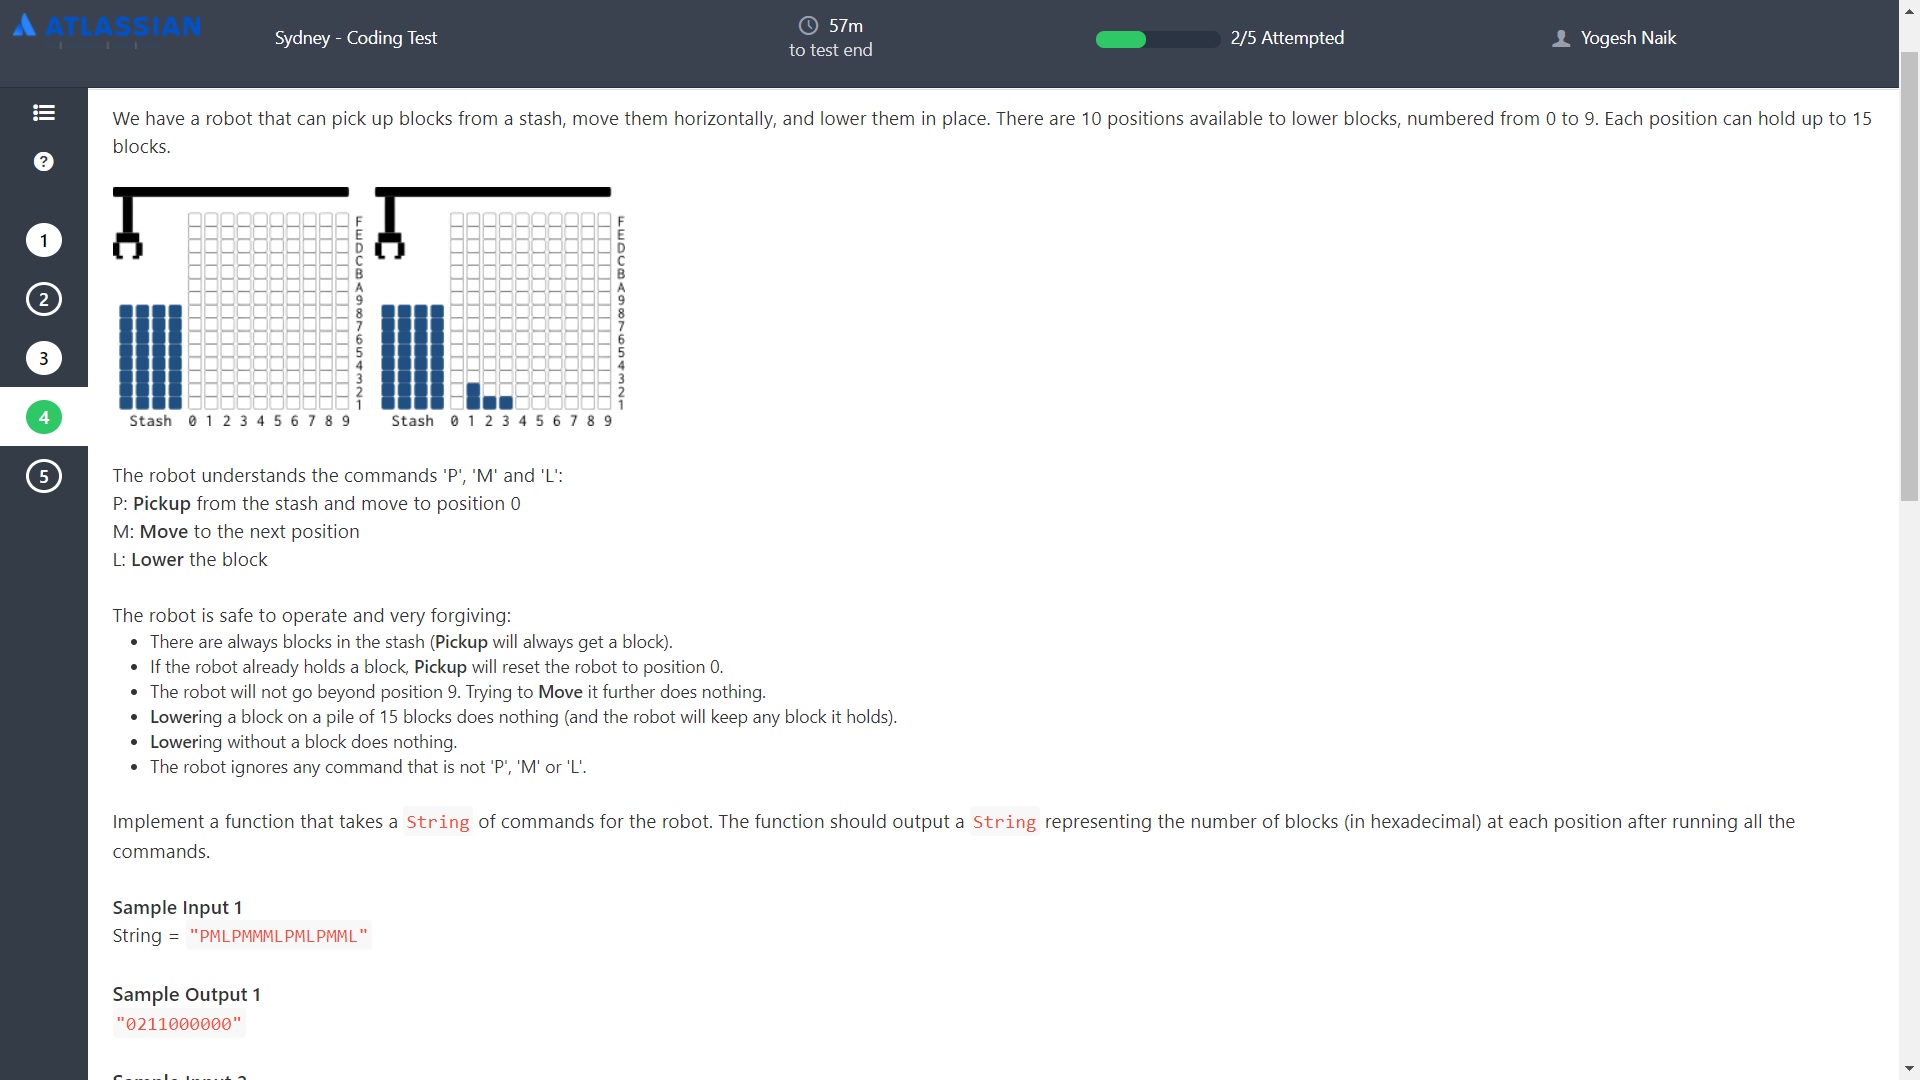 ATLASSIAN
Sydney - Coding Test
57m
to test end
2/5 Attempted
Yogesh Naik
We have a robot that can pick up blocks from a stash, move them horizontally, and lower them in place. There are 10 positions available to lower blocks, numbered from 0 to 9. Each position can hold up to 15
blocks.
F
E
D
C
B
A
9
8
7
6
5
4
3
2
1
Stash 0 1 2 3 4 5 6 7 8 9
F
E
D
C
B
A
9
8
7
6
5
4
3
2
1
Stash 0 1 2 3 4 5 6 7 8 9
1
2
3
4
5
The robot understands the commands 'P', 'M' and 'L':
P: Pickup from the stash and move to position 0
M: Move to the next position
L: Lower the block
The robot is safe to operate and very forgiving:
• There are always blocks in the stash (Pickup will always get a block).
• If the robot already holds a block, Pickup will reset the robot to position 0.
• The robot will not go beyond position 9. Trying to Move it further does nothing.
• Lowering a block on a pile of 15 blocks does nothing (and the robot will keep any block it holds).
• Lowering without a block does nothing.
• The robot ignores any command that is not 'P', 'M' or 'L'.
Implement a function that takes a String of commands for the robot. The function should output a String representing the number of blocks (in hexadecimal) at each position after running all the
commands.
Sample Input 1
String = "PMLPMMMLPMLPMML"
Sample Output 1
"0211000000"